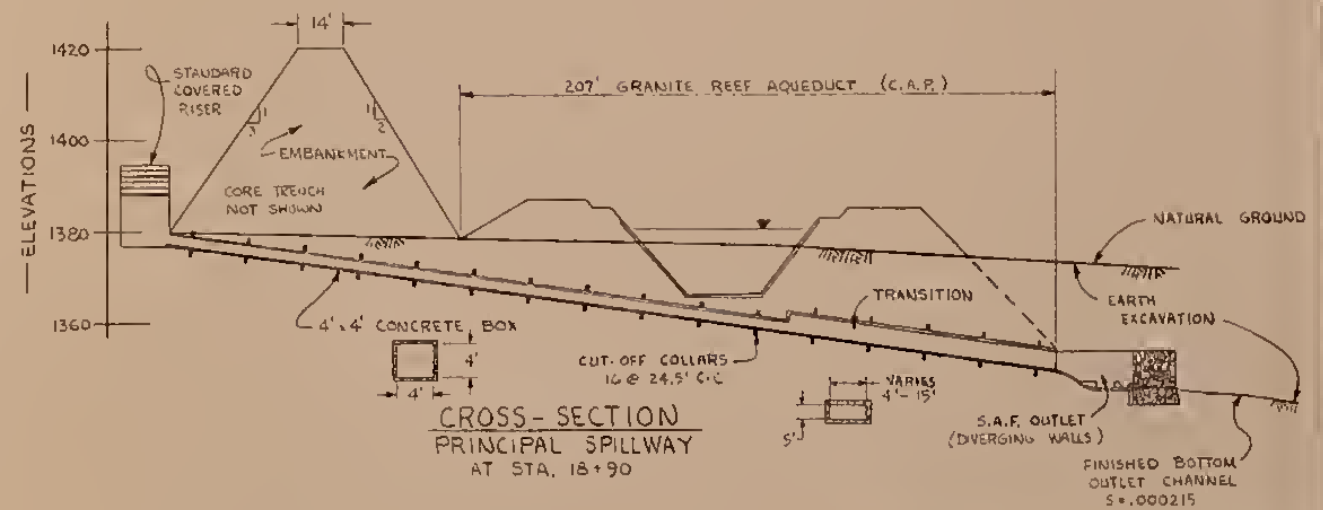 14'
1420
STANDARD
COVERED
RISER
207' GRANITE REEF AQUEDUCT (C.A.P.)
ELEVATIONS
1
3
1
2
1400
EMBANKMENT
CORE TRENCH
NOT SHOWN
1380
NATURAL GROUND
TRANSITION
EARTH
EXCAVATION
1360
4' x 4' CONCRETE BOX
4'
4'
CUT-OFF COLLARS
16 @ 24.5' C-C
VARIES
4'-15'
5'
S.A.F. OUTLET
(DIVERGING WALLS)
CROSS-SECTION
PRINCIPAL SPILLWAY
AT STA. 18+90
FINISHED BOTTOM
OUTLET CHANNEL
S=.000215